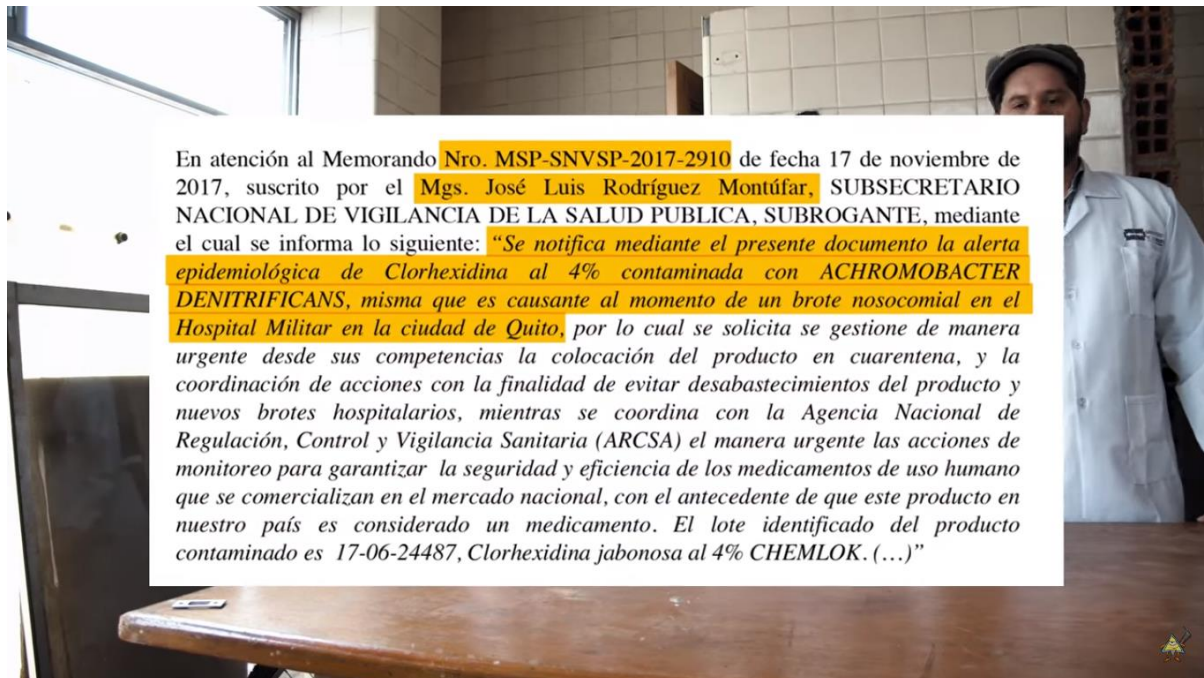 En atención al Memorando Nro. MSP-SNVSP-2017-2910 de fecha 17 de noviembre de
2017, suscrito por el Mgs. José Luis Rodríguez Montúfar, SUBSECRETARIO
NACIONAL DE VIGILANCIA DE LA SALUD PUBLICA, SUBROGANTE, mediante
el cual se informa lo siguiente: “Se notifica mediante el presente documento la alerta
epidemiológica de Clorhexidina al 4% contaminada con ACHROMOBACTER
DENITRIFICANS, misma que es causante al momento de un brote nosocomial en el
Hospital Militar en la ciudad de Quito, por lo cual se solicita se gestione de manera
urgente desde sus competencias la colocación del producto en cuarentena, y la
coordinación de acciones con la finalidad de evitar desabastecimientos del producto y
nuevos brotes hospitalarios, mientras se coordina con la Agencia Nacional de
Regulación, Control y Vigilancia Sanitaria (ARCSA) el manera urgente las acciones de
monitoreo para garantizar la seguridad y eficiencia de los medicamentos de uso humano
que se comercializan en el mercado nacional, con el antecedente de que este producto en
nuestro país es considerado un medicamento. El lote identificado del producto
contaminado es 17-06-24487, Clorhexidina jabonosa al 4% CHEMLOK. (…)”